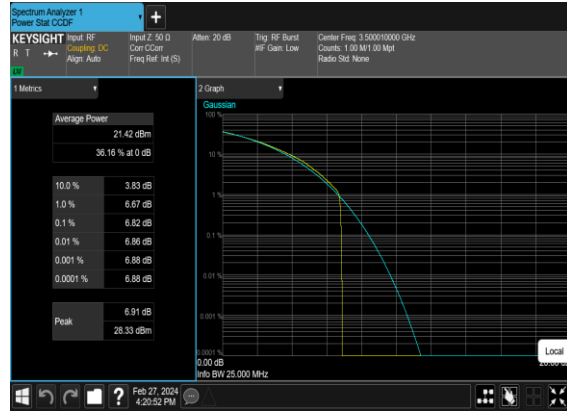 Spectrum Analyzer 1
Power Stat CCDF
+
KEYSIGHT
R T
LW
Input: RF
Coupling: DC
Align: Auto
Input Z: 50 Ω
Corr CCorr
Freq Ref: Int (S)
Atten: 20 dB
Trig: RF Burst
#IF Gain: Low
Center Freq: 3.500010000 GHz
Counts: 1.00 M/1.00 Mpt
Radio Std: None
1 Metrics
Average Power
21.42 dBm
36.16 % at 0 dB
10.0 % 3.83 dB
1.0 % 6.67 dB
0.1 % 6.82 dB
0.01 % 6.86 dB
0.001 % 6.88 dB
0.0001 % 6.88 dB
Peak
6.91 dB
28.33 dBm
2 Graph
Gaussian
100 %
10 %
1 %
0.1 %
0.01 %
0.001 %
0.0001 %
0.00 dB
Info BW 25.000 MHz
Local
?
Feb 27, 2024
4:20:52 PM